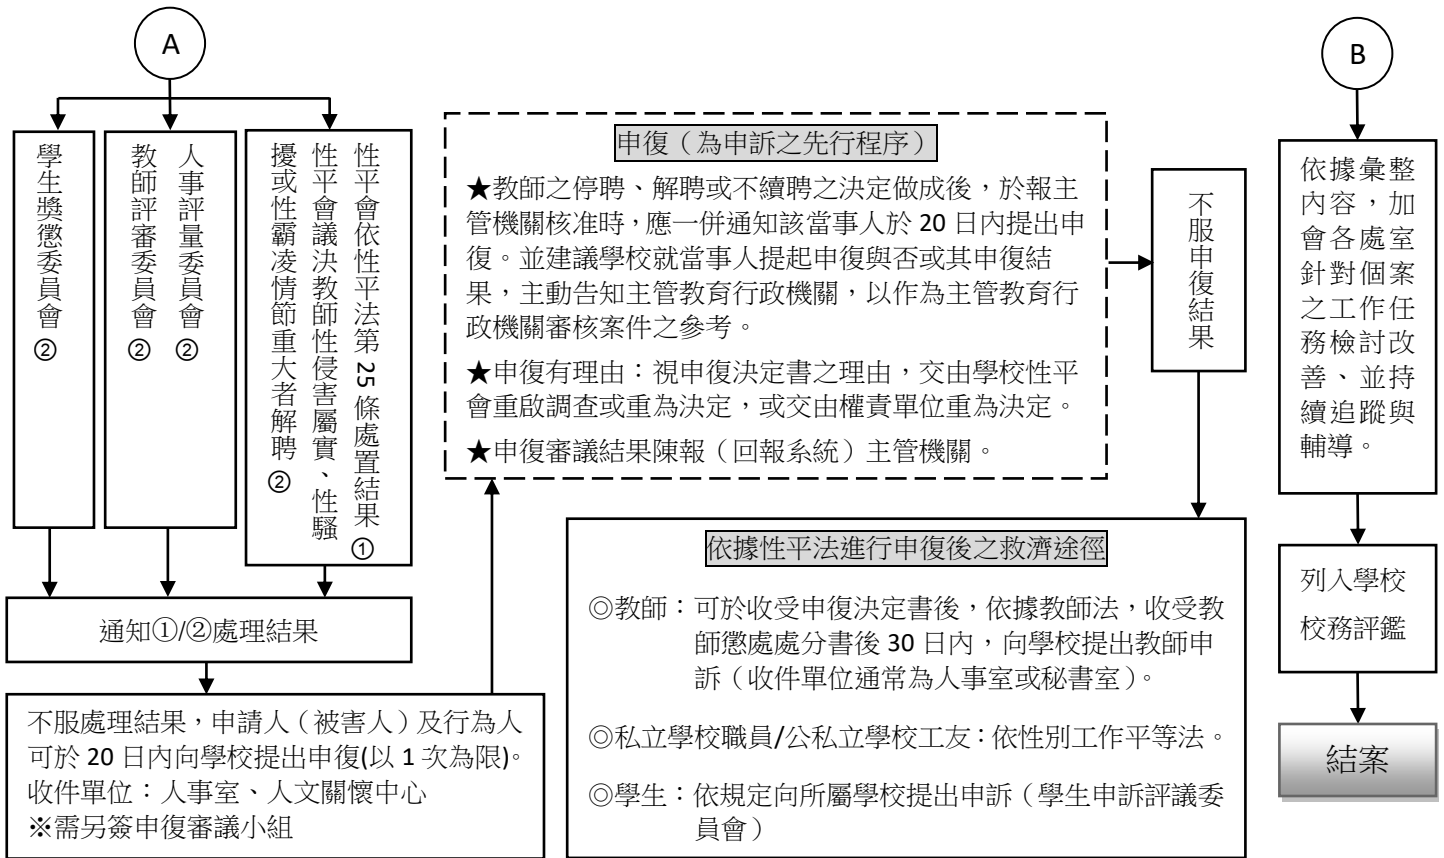 A
學生獎懲委員會②
人事評量委員會②
教師評審委員會②
性平會依性平法第 25 條處置結果①
性平會議決教師性侵害屬實、性騷
擾或性霸凌情節重大者解聘②
通知①/②處理結果
不服處理結果，申請人（被害人）及行為人
可於 20 日內向學校提出申復(以 1 次為限)。
收件單位：人事室、人文關懷中心
※需另簽申復審議小組
申復（為申訴之先行程序）
★教師之停聘、解聘或不續聘之決定做成後，於報主
管機關核准時，應一併通知該當事人於 20 日內提出申
復。並建議學校就當事人提起申復與否或其申復結
果，主動告知主管教育行政機關，以作為主管教育行
政機關審核案件之參考。
★申復有理由：視申復決定書之理由，交由學校性平
會重啟調查或重為決定，或交由權責單位重為決定。
★申復審議結果陳報（回報系統）主管機關。
不服申復結果
依據性平法進行申復後之救濟途徑
◎教師：可於收受申復決定書後，依據教師法，收受教
師懲處處分書後 30 日內，向學校提出教師申
訴（收件單位通常為人事室或秘書室）。
◎私立學校職員/公私立學校工友：依性別工作平等法。
◎學生：依規定向所屬學校提出申訴（學生申訴評議委
員會）
B
依據彙整
內容，加
會各處室
針對個案
之工作任
務檢討改
善、並持
續追蹤與
輔導。
列入學校
校務評鑑
結案